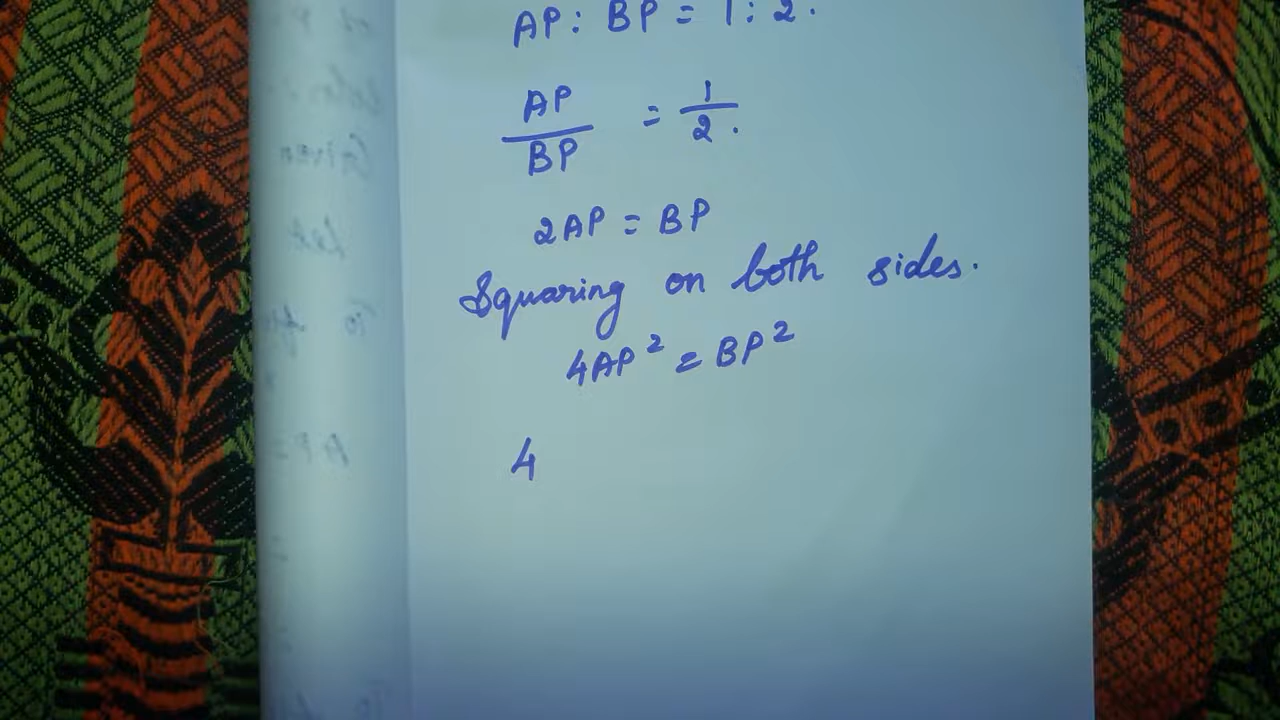 AP : BP = 1 : 2.
AP/BP = 1/2.
2AP = BP
Squaring on both sides.
4AP² = BP²
4